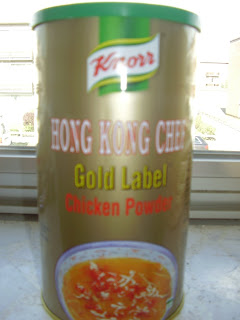 Knorr
HONG KONG CHEF
Gold Label
Chicken Powder